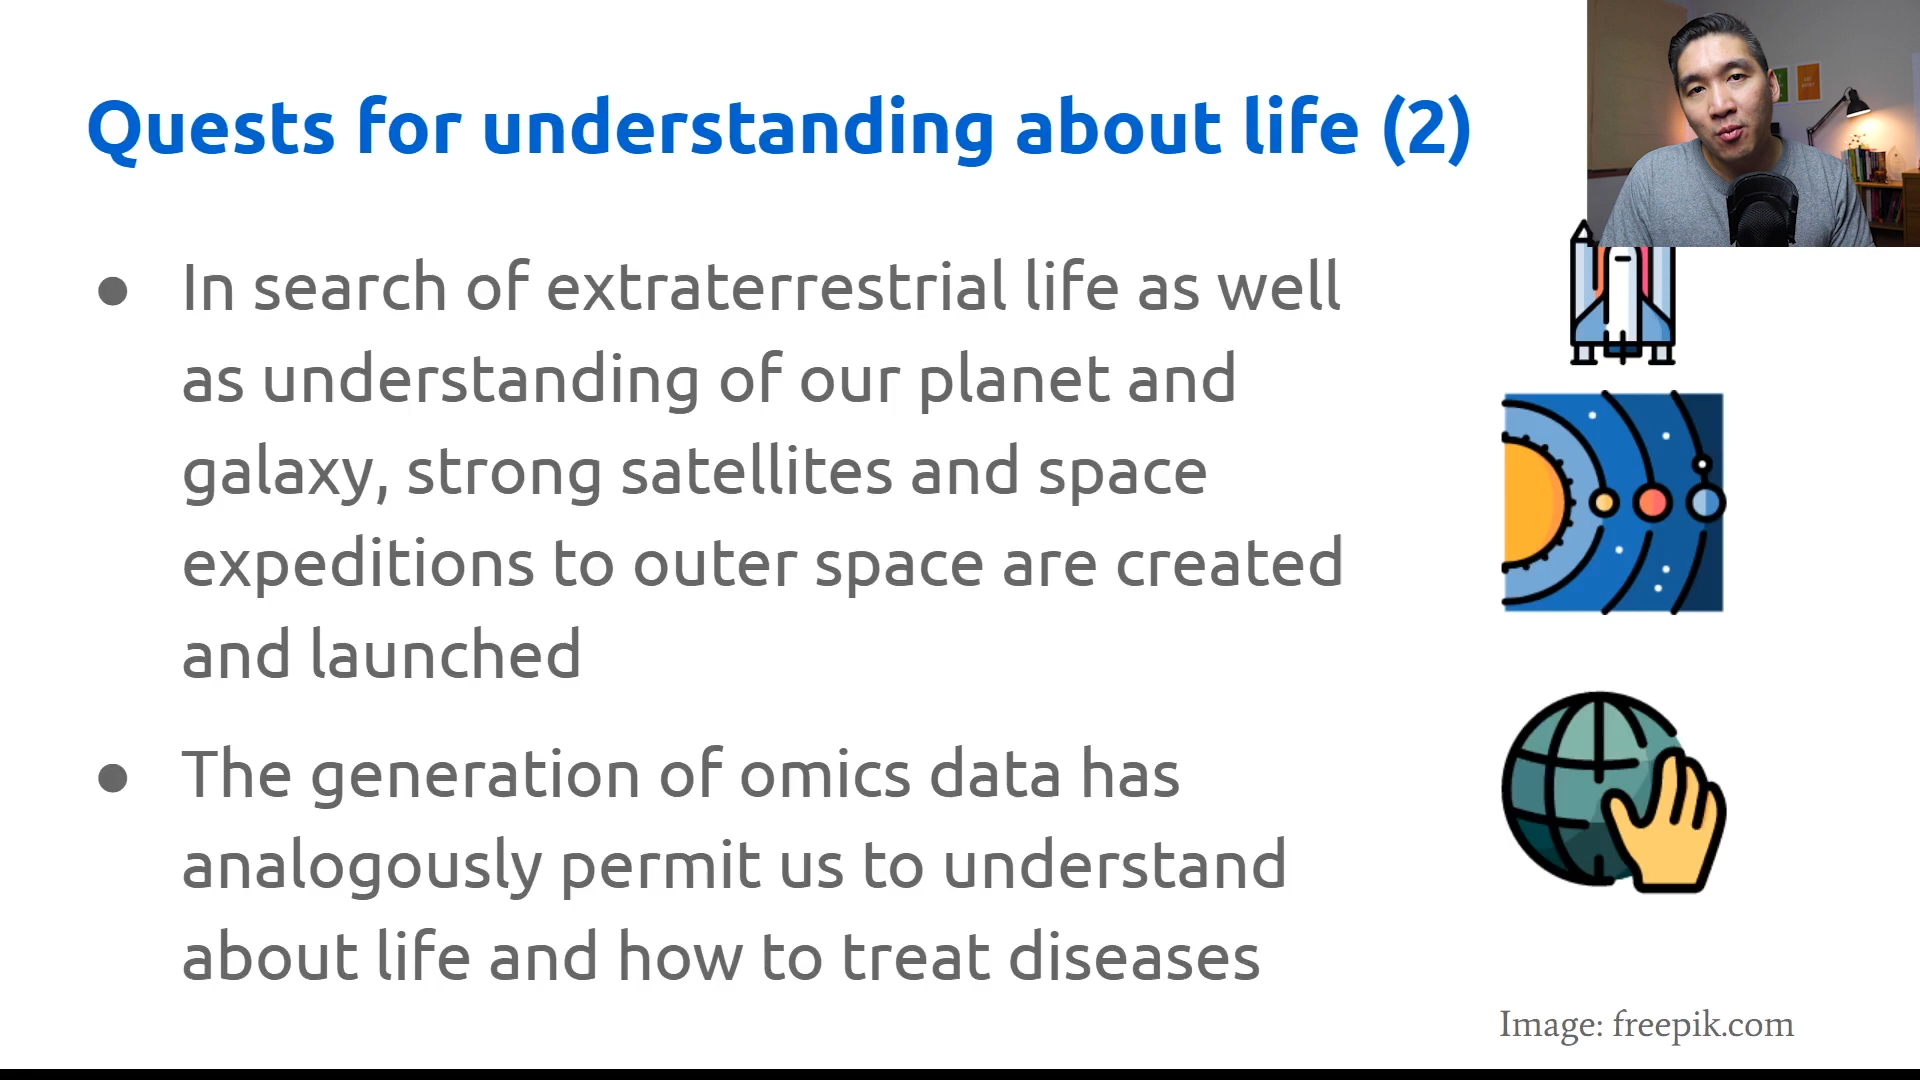 Quests for understanding about life (2)
● In search of extraterrestrial life as well
as understanding of our planet and
galaxy, strong satellites and space
expeditions to outer space are created
and launched
● The generation of omics data has
analogously permit us to understand
about life and how to treat diseases
Image: freepik.com